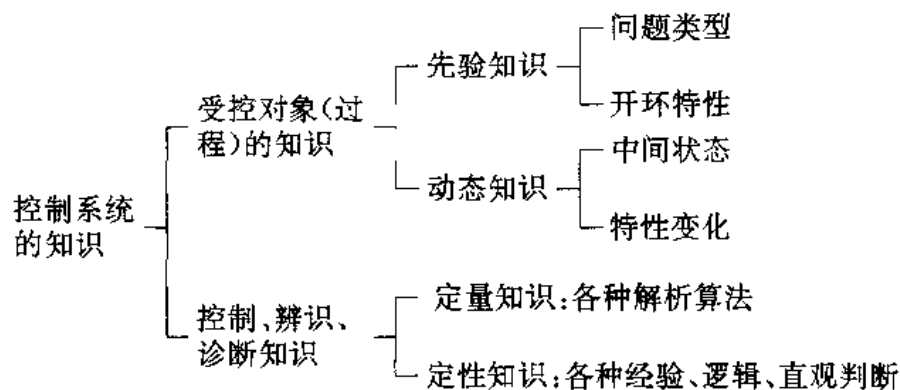 问题类型
先验知识
受控对象(过
程)的知识
开环特性
中间状态
动态知识
控制系统
的知识
特性变化
定量知识:各种解析算法
控制、辨识、
诊断知识
定性知识:各种经验、逻辑、直观判断